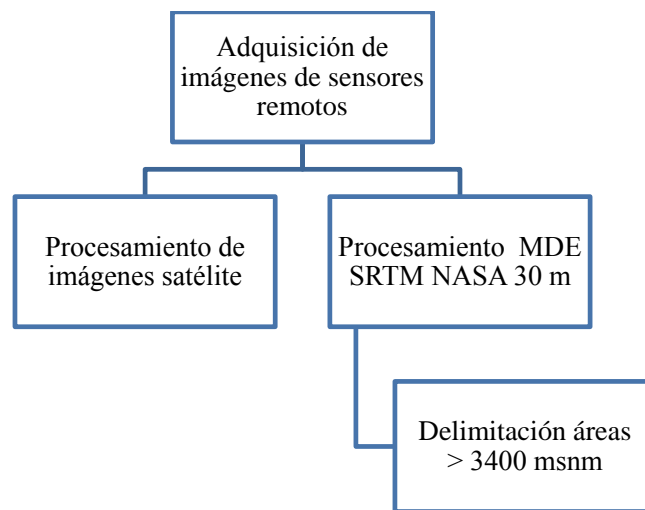 Adquisición de
imágenes de sensores
remotos
Procesamiento de
imágenes satélite
Procesamiento MDE
SRTM NASA 30 m
Delimitación áreas
> 3400 msnm